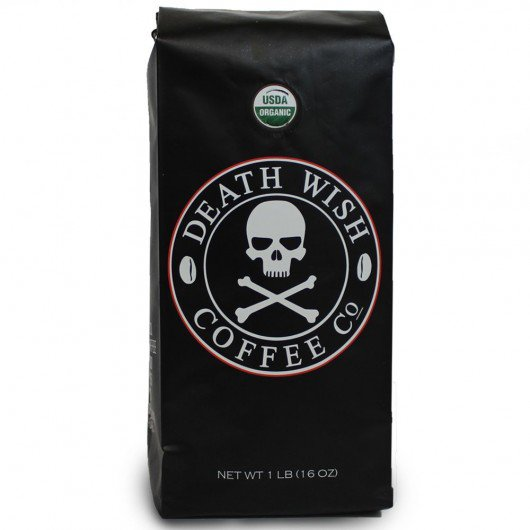 USDA
ORGANIC
DEATH WISH
COFFEE Co
NET WT 1 LB (16 OZ)